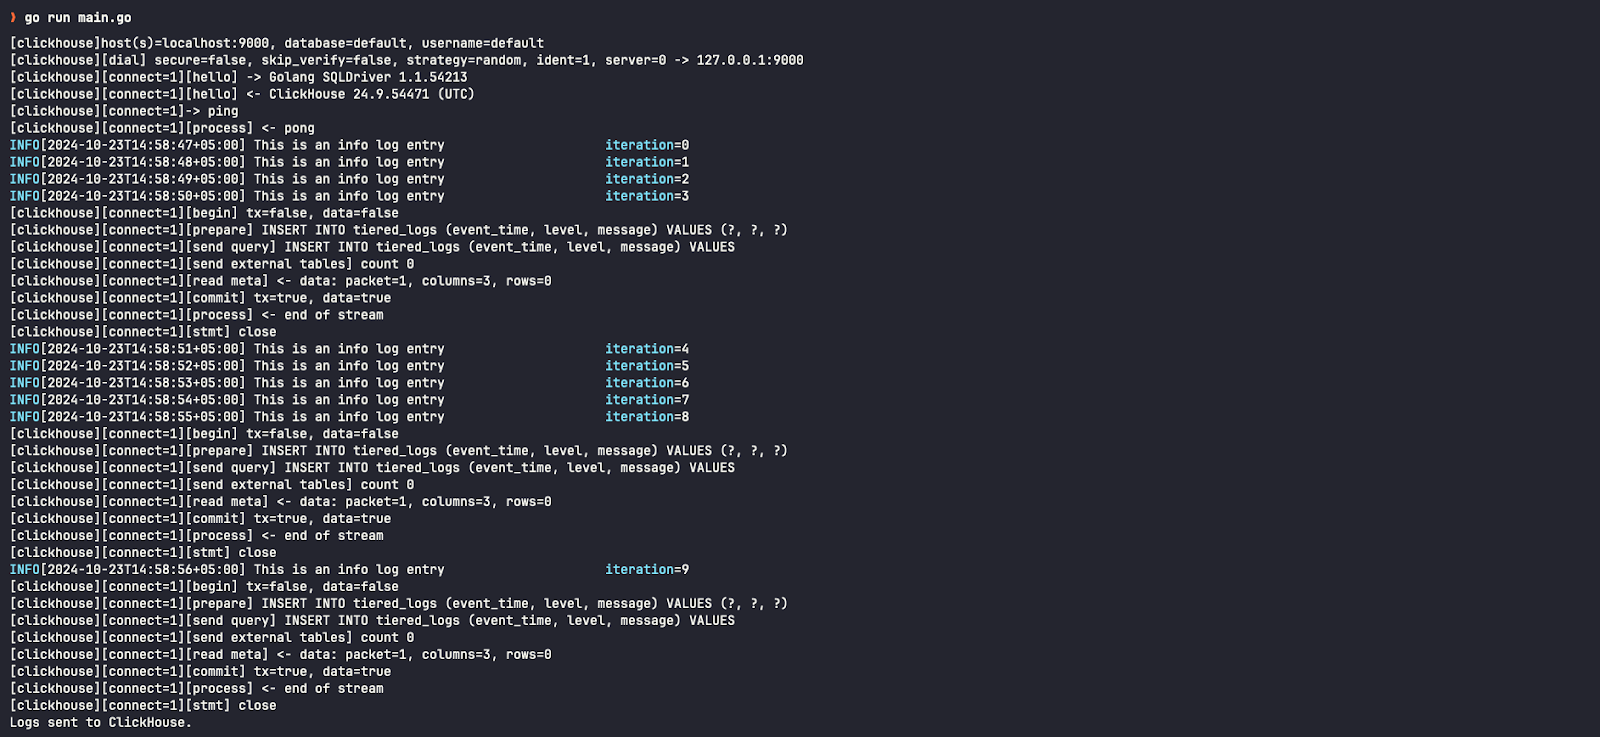 ❯ go run main.go
[clickhouse]host(s)=localhost:9000, database=default, username=default
[clickhouse][dial] secure=false, skip_verify=false, strategy=random, ident=1, server=0 -> 127.0.0.1:9000
[clickhouse][connect=1][hello] -> Golang SQLDriver 1.1.54213
[clickhouse][connect=1][hello] <- ClickHouse 24.9.54471 (UTC)
[clickhouse][connect=1]-> ping
[clickhouse][connect=1][process] <- pong
INFO[2024-10-23T14:58:47+05:00] This is an info log entry iteration=0
INFO[2024-10-23T14:58:48+05:00] This is an info log entry iteration=1
INFO[2024-10-23T14:58:49+05:00] This is an info log entry iteration=2
INFO[2024-10-23T14:58:50+05:00] This is an info log entry iteration=3
[clickhouse][connect=1][begin] tx=false, data=false
[clickhouse][connect=1][prepare] INSERT INTO tiered_logs (event_time, level, message) VALUES (?, ?, ?)
[clickhouse][connect=1][send query] INSERT INTO tiered_logs (event_time, level, message) VALUES
[clickhouse][connect=1][send external tables] count 0
[clickhouse][connect=1][read meta] <- data: packet=1, columns=3, rows=0
[clickhouse][connect=1][commit] tx=true, data=true
[clickhouse][connect=1][process] <- end of stream
[clickhouse][connect=1][stmt] close
INFO[2024-10-23T14:58:51+05:00] This is an info log entry iteration=4
INFO[2024-10-23T14:58:52+05:00] This is an info log entry iteration=5
INFO[2024-10-23T14:58:53+05:00] This is an info log entry iteration=6
INFO[2024-10-23T14:58:54+05:00] This is an info log entry iteration=7
INFO[2024-10-23T14:58:55+05:00] This is an info log entry iteration=8
[clickhouse][connect=1][begin] tx=false, data=false
[clickhouse][connect=1][prepare] INSERT INTO tiered_logs (event_time, level, message) VALUES (?, ?, ?)
[clickhouse][connect=1][send query] INSERT INTO tiered_logs (event_time, level, message) VALUES
[clickhouse][connect=1][send external tables] count 0
[clickhouse][connect=1][read meta] <- data: packet=1, columns=3, rows=0
[clickhouse][connect=1][commit] tx=true, data=true
[clickhouse][connect=1][process] <- end of stream
[clickhouse][connect=1][stmt] close
INFO[2024-10-23T14:58:56+05:00] This is an info log entry iteration=9
[clickhouse][connect=1][begin] tx=false, data=false
[clickhouse][connect=1][prepare] INSERT INTO tiered_logs (event_time, level, message) VALUES (?, ?, ?)
[clickhouse][connect=1][send query] INSERT INTO tiered_logs (event_time, level, message) VALUES
[clickhouse][connect=1][send external tables] count 0
[clickhouse][connect=1][read meta] <- data: packet=1, columns=3, rows=0
[clickhouse][connect=1][commit] tx=true, data=true
[clickhouse][connect=1][process] <- end of stream
[clickhouse][connect=1][stmt] close
Logs sent to ClickHouse.